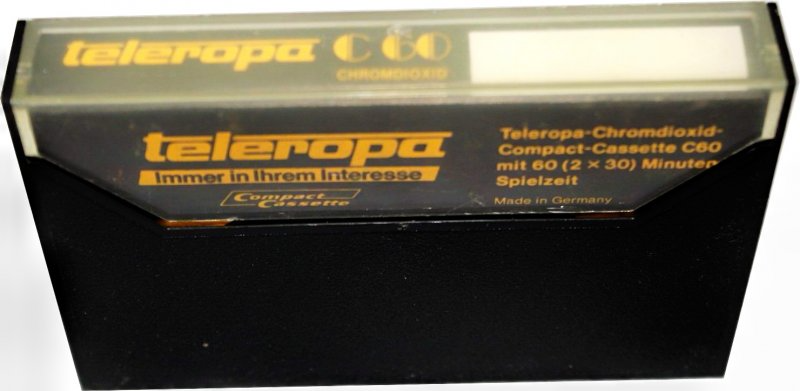 teleropa C 60
CHROMDIOXID
teleropa
Immer in Ihrem Interesse
Compact
Cassette
Teleropa-Chromdioxid-
Compact-Cassette C60
mit 60 (2 × 30) Minuten
Spielzeit
Made in Germany